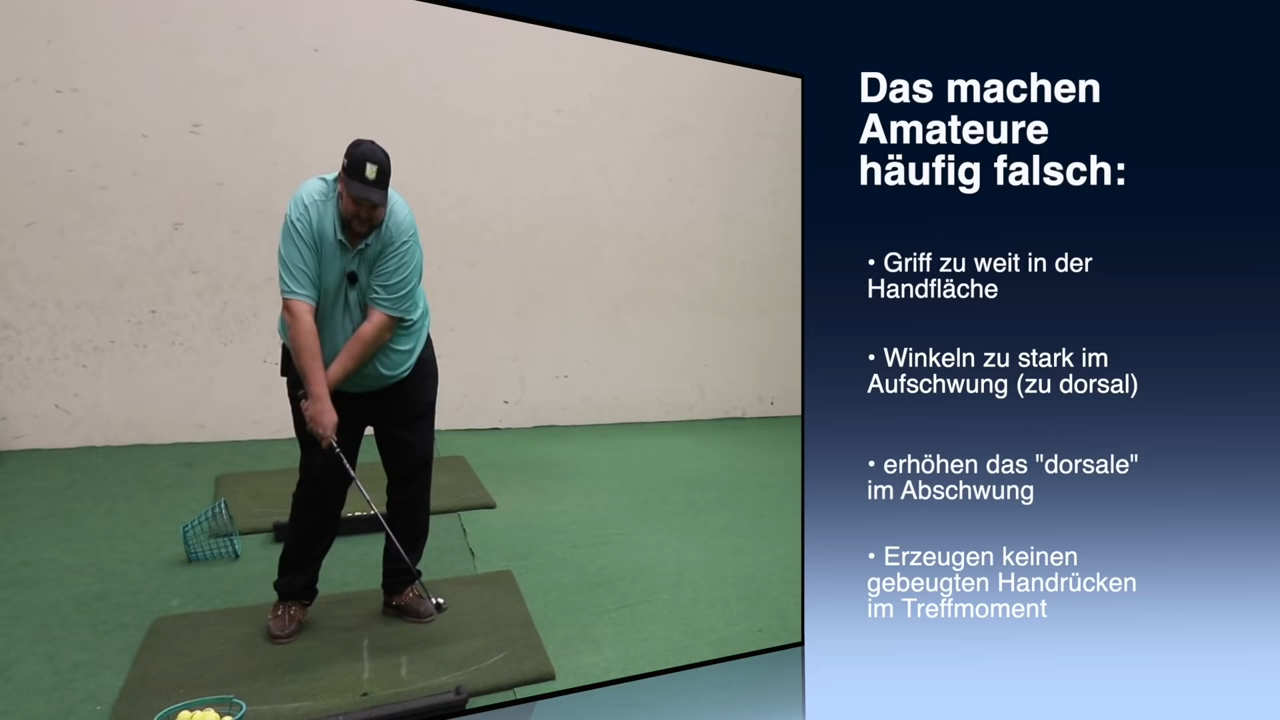 Das machen
Amateure
häufig falsch:
• Griff zu weit in der
Handfläche
• Winkeln zu stark im
Aufschwung (zu dorsal)
• erhöhen das "dorsale"
im Abschwung
• Erzeugen keinen
gebeugten Handrücken
im Treffmoment